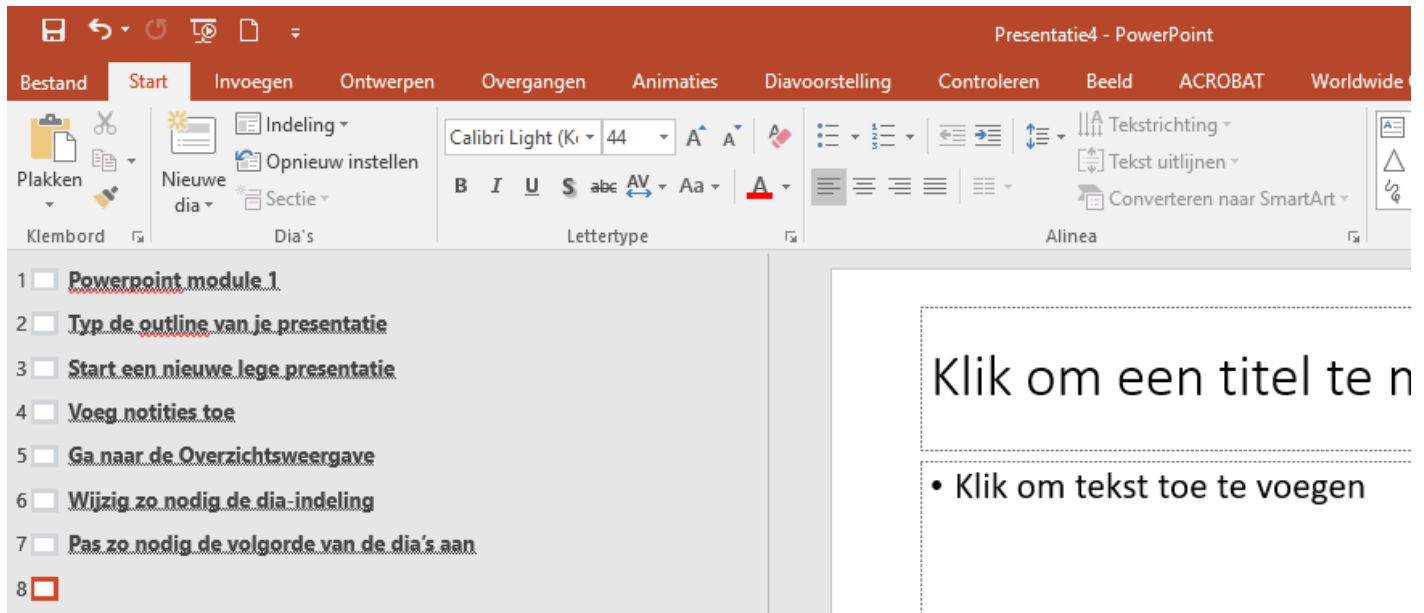 Presentatie4 - PowerPoint
Bestand Start Invoegen Ontwerpen Overgangen Animaties Diavoorstelling Controleren Beeld ACROBAT Worldwide
Plakken
Klembord
Nieuwe dia
Indeling
Opnieuw instellen
Sectie
Dia's
Calibri Light 44
B I U S abc AV Aa A
Lettertype
Tekstrichting
Tekst uitlijnen
Converteren naar SmartArt
Alinea
1 Powerpoint module 1
2 Typ de outline van je presentatie
3 Start een nieuwe lege presentatie
4 Voeg notities toe
5 Ga naar de Overzichtsweergave
6 Wijzig zo nodig de dia-indeling
7 Pas zo nodig de volgorde van de dia's aan
8
Klik om een titel te
• Klik om tekst toe te voegen